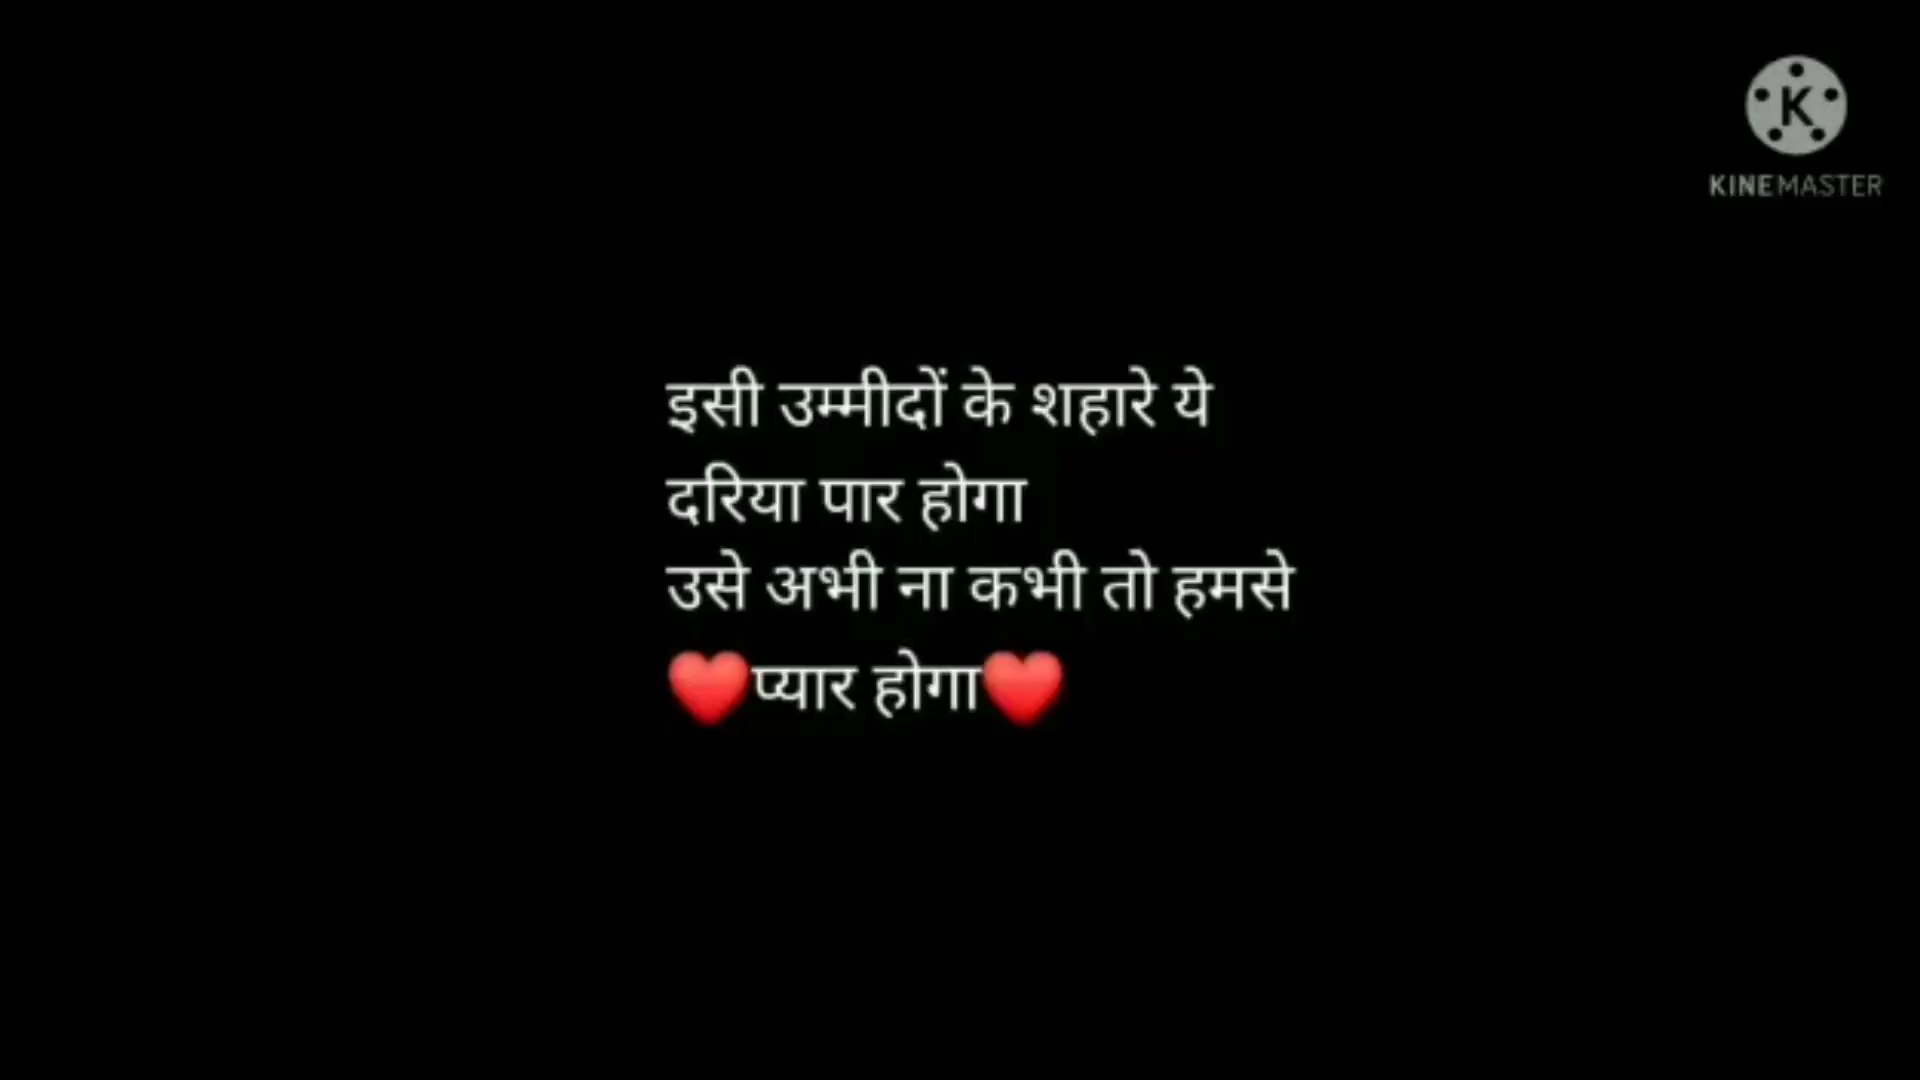 KINEMASTER
इसी उम्मीदों के शहारे ये
दरिया पार होगा
उसे अभी ना कभी तो हमसे
❤️प्यार होगा❤️